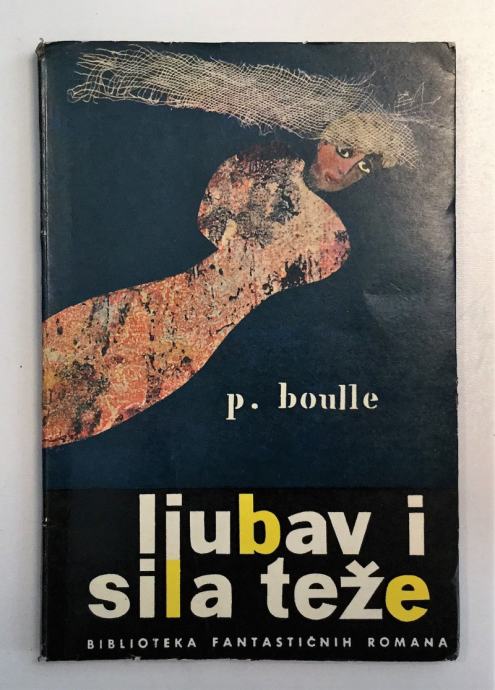 p. boulle
ljubav i
sila teže
BIBLIOTEKA FANTASTIČNIH ROMANA